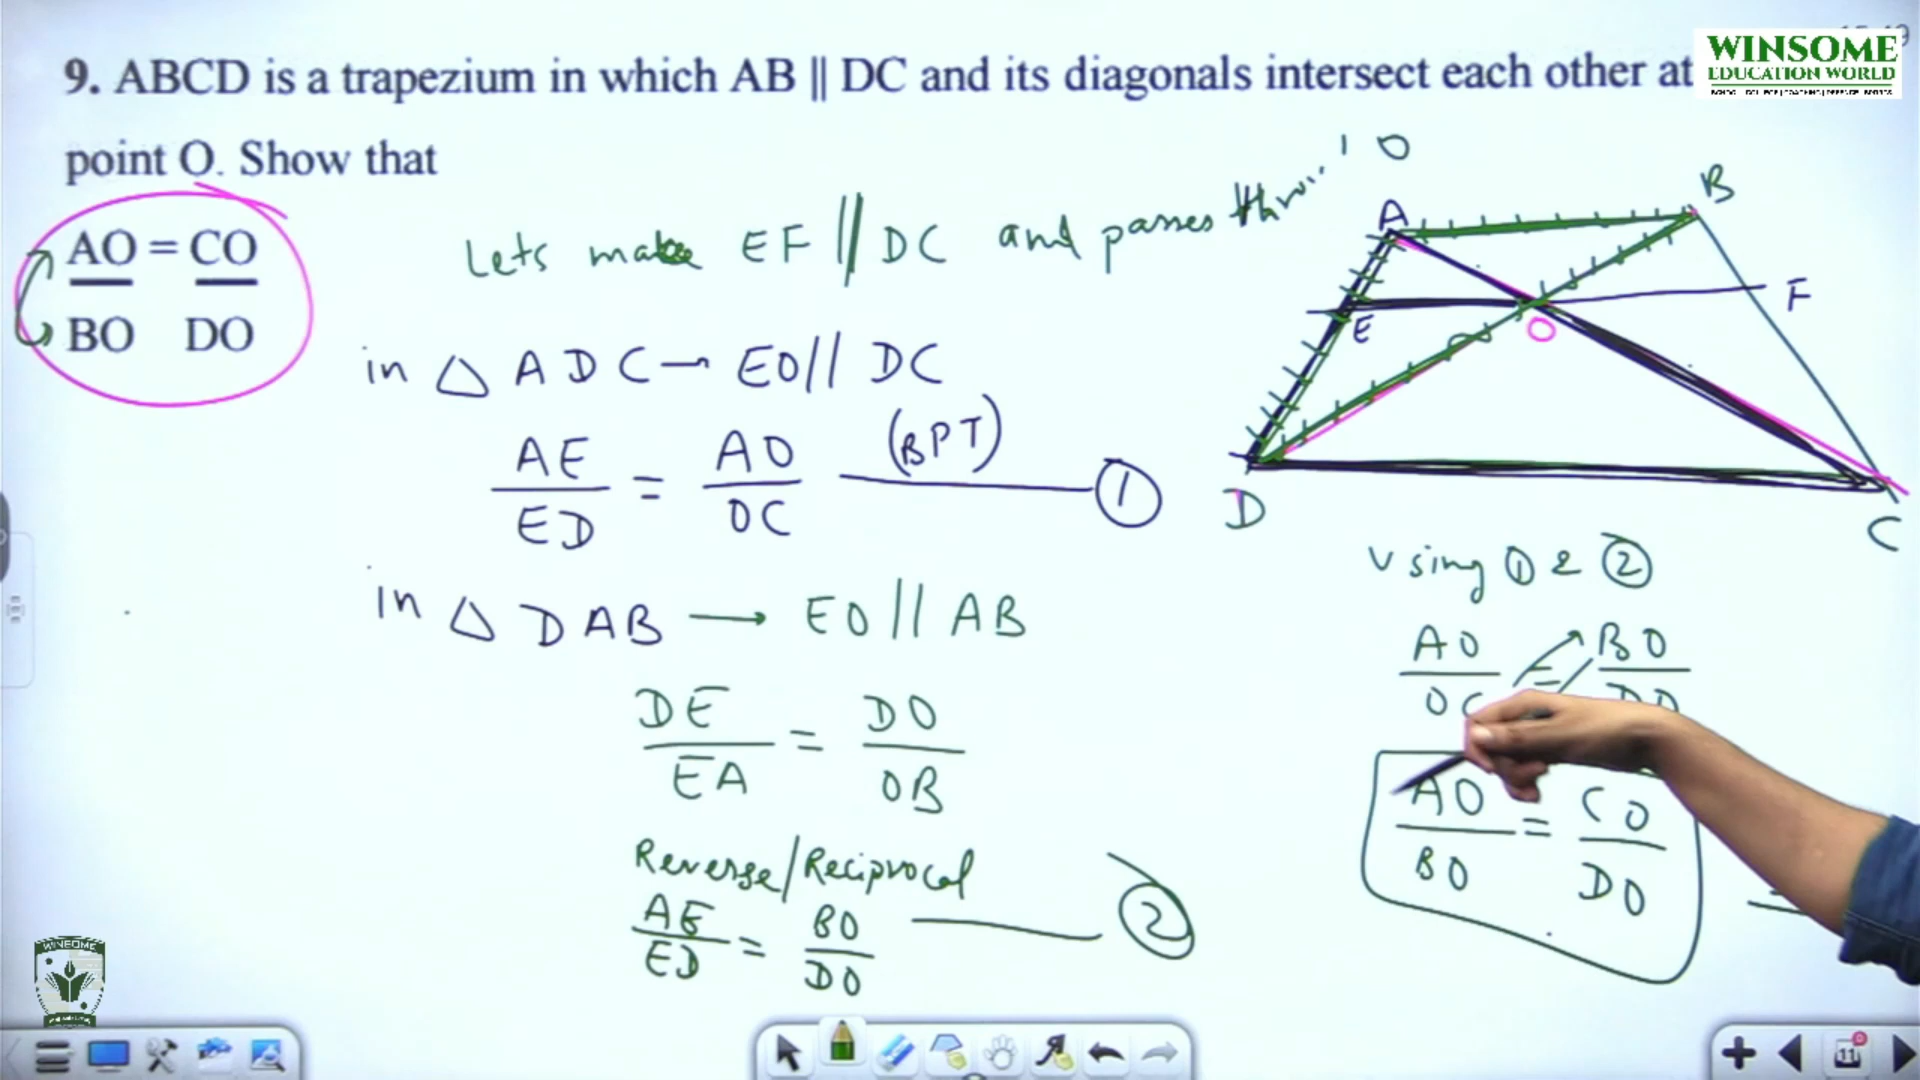 9. ABCD is a trapezium in which AB || DC and its diagonals intersect each other at
point O. Show that
AO = CO
BO DO
Lets make EF || DC and passes thro' O
in △ ADC → EO // DC
AE/ED = AO/OC (BPT) ①
in △ DAB → EO // AB
DE/EA = DO/OB
Reverse/Reciprocal
AE/ED = BO/DO ②
A
B
E
F
O
D
C
Using ① & ②
AO/OC = BO/DO
AO/BO = CO/DO
WINSOME
EDUCATION WORLD
WINSOME
11